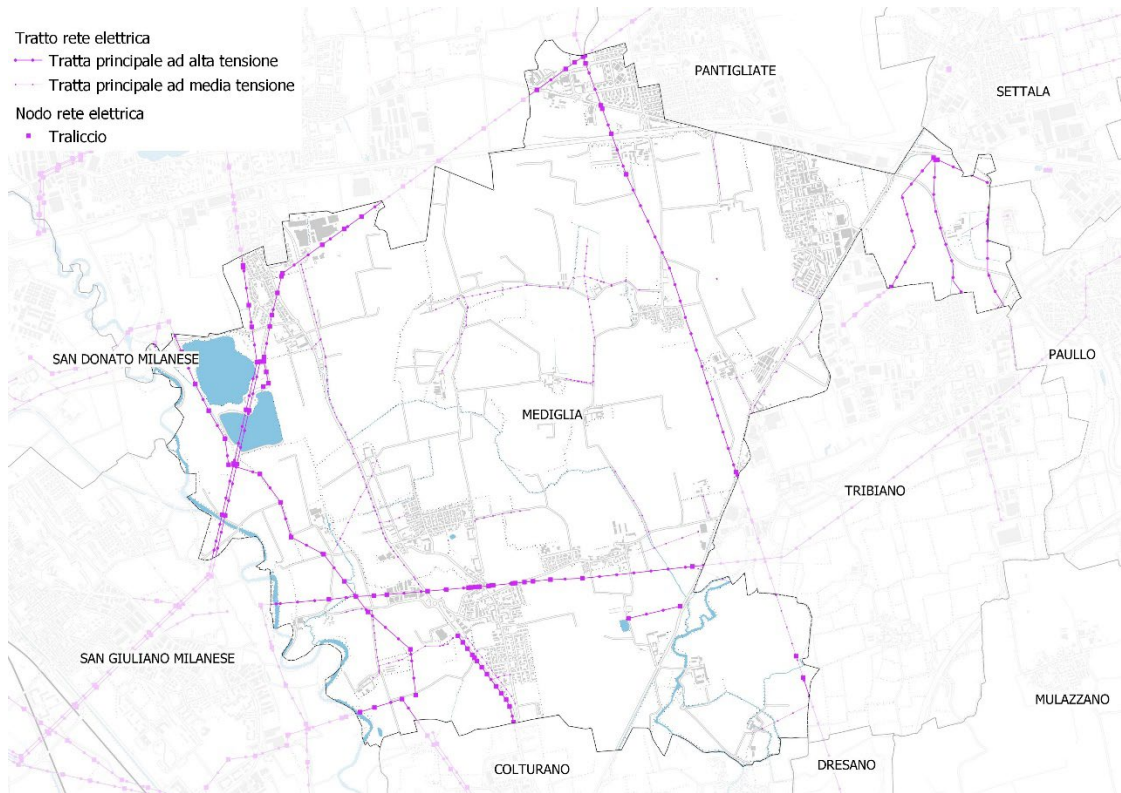 Tratto rete elettrica
Tratta principale ad alta tensione
Tratta principale ad media tensione
Nodo rete elettrica
Traliccio
PANTIGLIATE
SETTALA
SAN DONATO MILANESE
PAULLO
MEDIGLIA
TRIBIANO
SAN GIULIANO MILANESE
MULAZZANO
COLTURANO
DRESANO